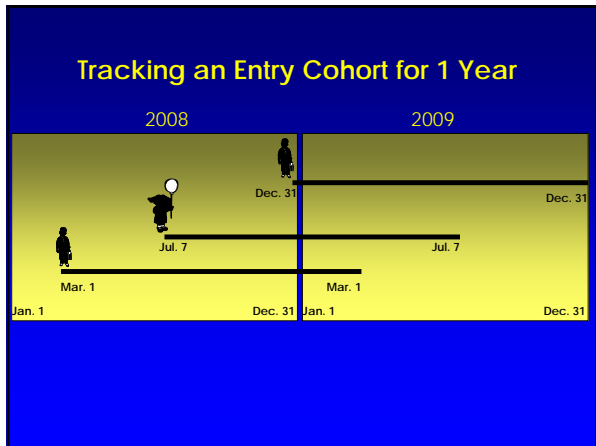 Tracking an Entry Cohort for 1 Year
2008 2009
Dec. 31 Dec. 31
Jul. 7 Jul. 7
Mar. 1 Mar. 1
Jan. 1 Dec. 31 Jan. 1 Dec. 31